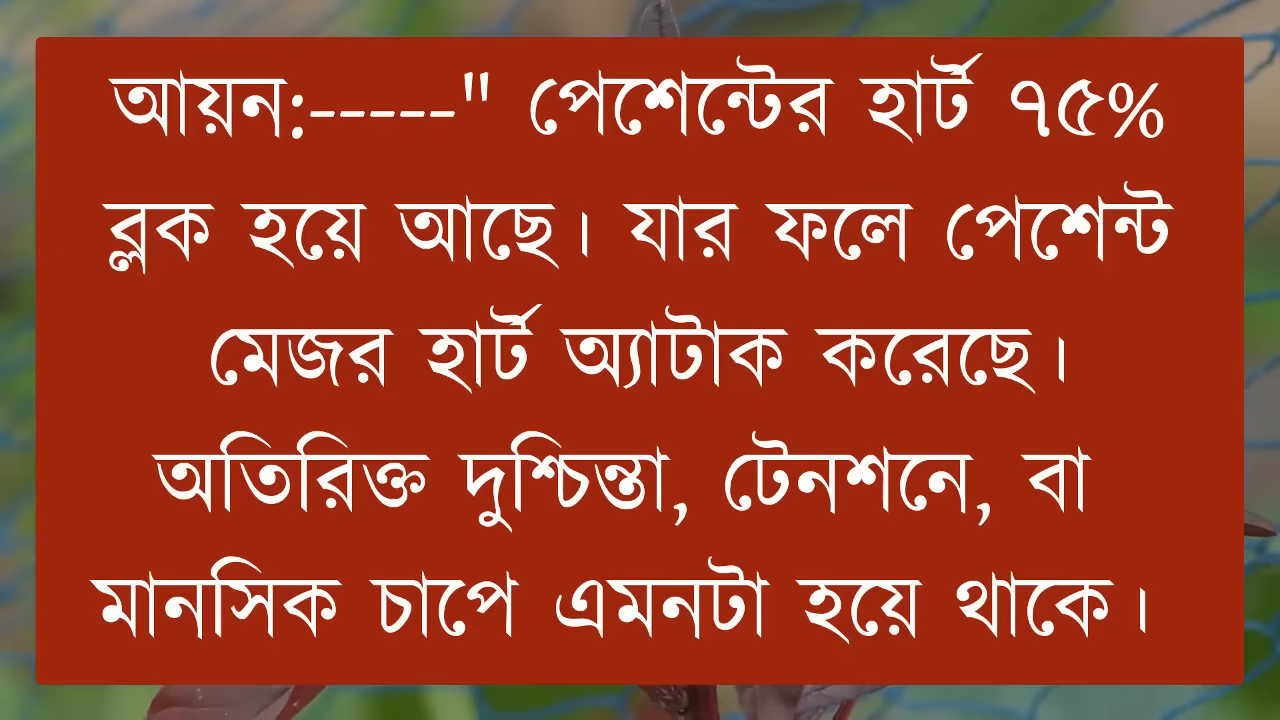 আয়ন:-----" পেশেন্টের হার্ট ৭৫%
ব্লক হয়ে আছে। যার ফলে পেশেন্ট
মেজর হার্ট অ্যাটাক করেছে।
অতিরিক্ত দুশ্চিন্তা, টেনশনে, বা
মানসিক চাপে এমনটা হয়ে থাকে।